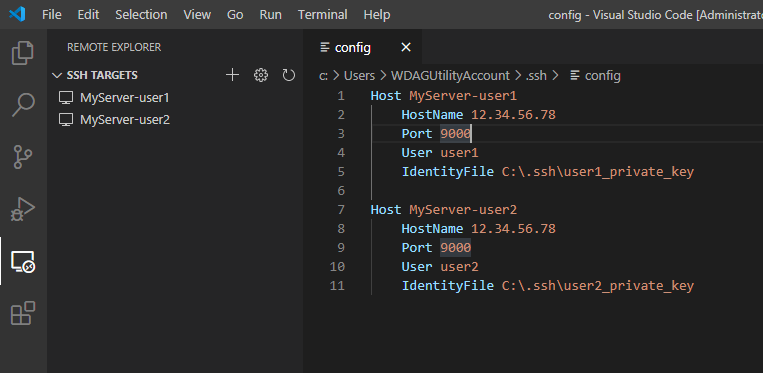 File Edit Selection View Go Run Terminal Help config - Visual Studio Code [Administrato
REMOTE EXPLORER
SSH TARGETS
MyServer-user1
MyServer-user2
config
c: > Users > WDAGUtilityAccount > .ssh > config
1 Host MyServer-user1
2 HostName 12.34.56.78
3 Port 9000
4 User user1
5 IdentityFile C:\.ssh\user1_private_key
6
7 Host MyServer-user2
8 HostName 12.34.56.78
9 Port 9000
10 User user2
11 IdentityFile C:\.ssh\user2_private_key